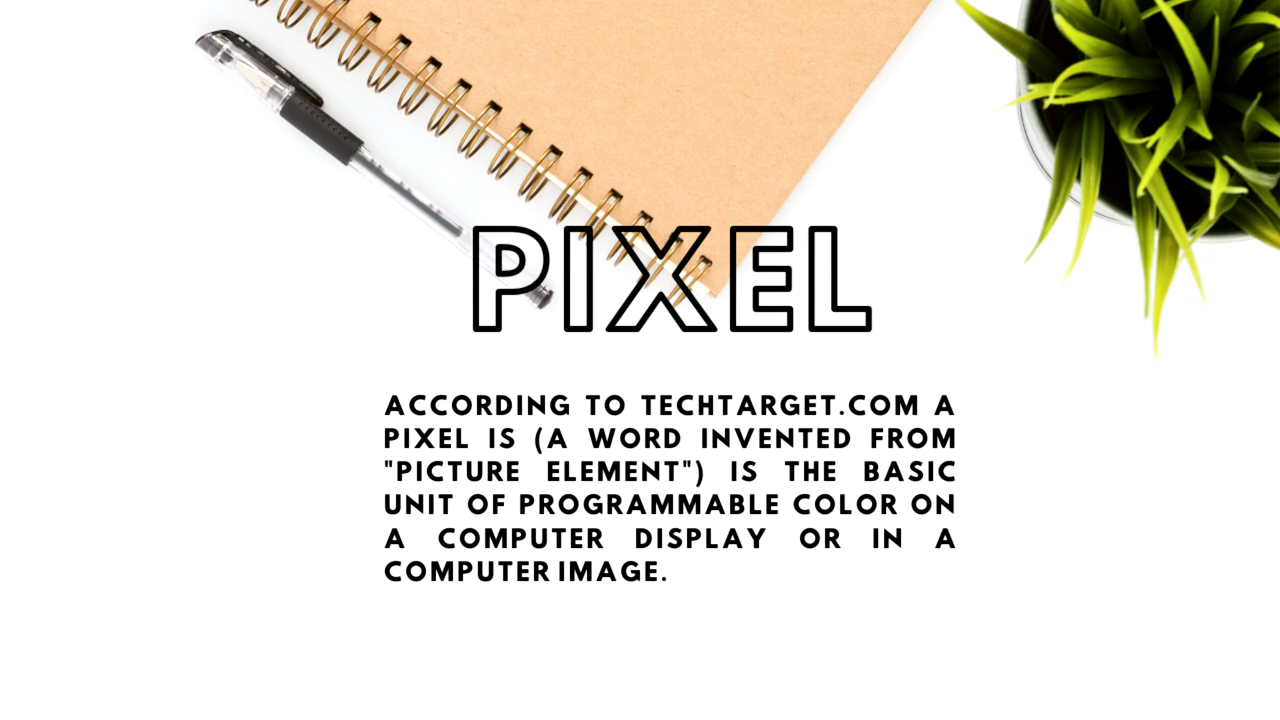 PIXEL
ACCORDING TO TECHTARGET.COM A
PIXEL IS (A WORD INVENTED FROM
"PICTURE ELEMENT") IS THE BASIC
UNIT OF PROGRAMMABLE COLOR ON
A COMPUTER DISPLAY OR IN A
COMPUTER IMAGE.